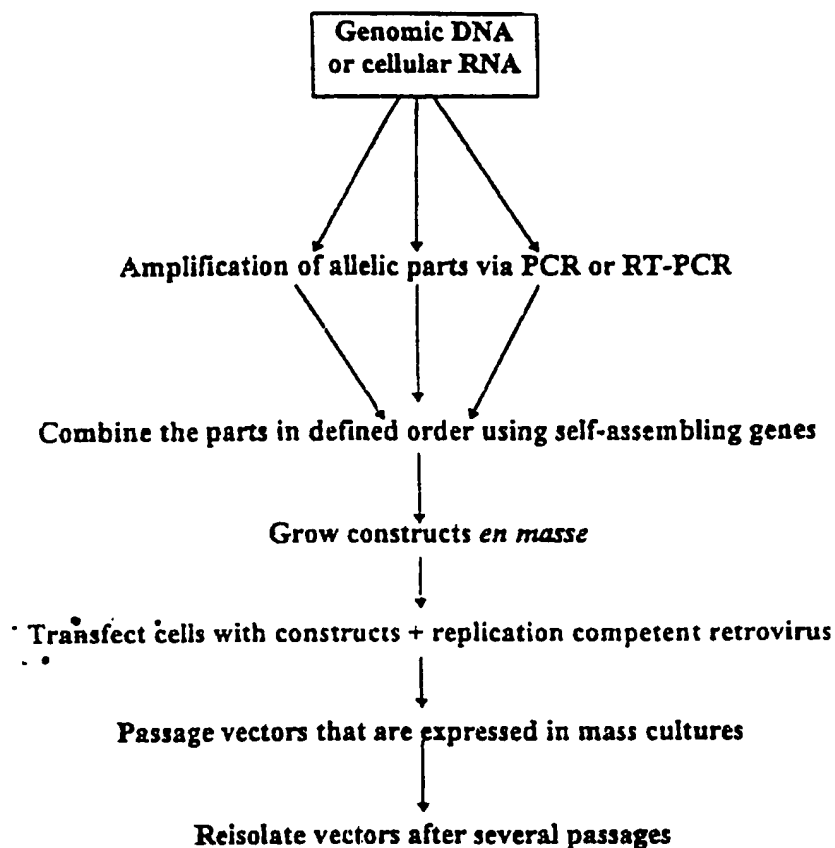 Genomic DNA
or cellular RNA
Amplification of allelic parts via PCR or RT-PCR
Combine the parts in defined order using self-assembling genes
Grow constructs en masse
Transfect cells with constructs + replication competent retrovirus
Passage vectors that are expressed in mass cultures
Reisolate vectors after several passages